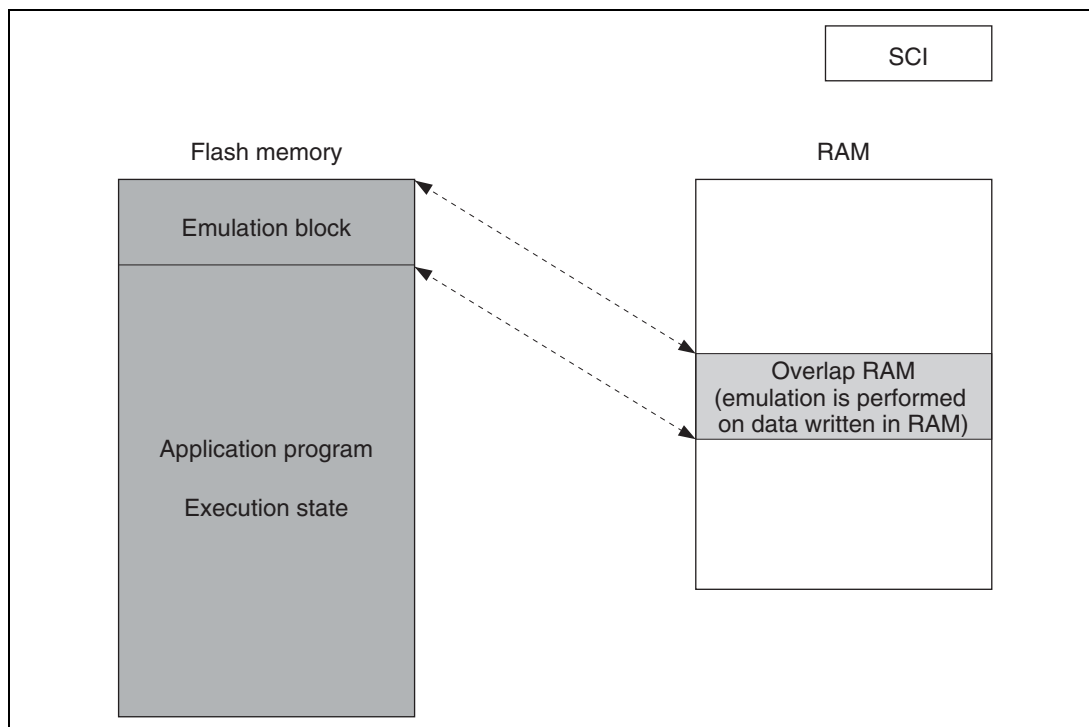 SCI
Flash memory
RAM
Emulation block
Overlap RAM
(emulation is performed
on data written in RAM)
Application program
Execution state